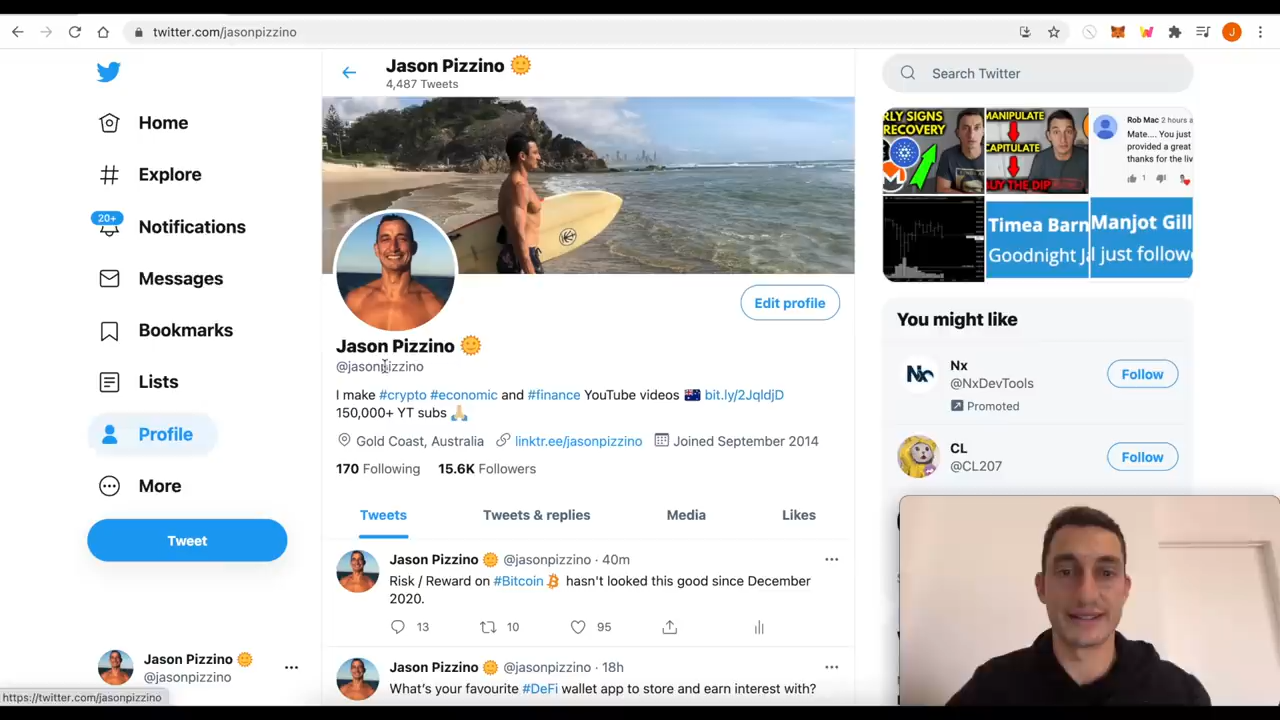 twitter.com/jasonpizzino
J
Home
Explore
20+
Notifications
Messages
Bookmarks
Lists
Profile
More
Tweet
Jason Pizzino
@jasonpizzino
https://twitter.com/jasonpizzino
Jason Pizzino
4,487 Tweets
Edit profile
Jason Pizzino
@jasonpizzino
I make #crypto #economic and #finance YouTube videos bit.ly/2JqldjD
150,000+ YT subs
Gold Coast, Australia linktr.ee/jasonpizzino Joined September 2014
170 Following 15.6K Followers
Tweets Tweets & replies Media Likes
Jason Pizzino @jasonpizzino · 40m
Risk / Reward on #Bitcoin hasn't looked this good since December
2020.
13 10 95
Jason Pizzino @jasonpizzino · 18h
What's your favourite #DeFi wallet app to store and earn interest with?
Search Twitter
RLY SIGNS
RECOVERY
MANIPULATE
CAPITULATE
BUY THE DIP
Rob Mac 2 hours a
Mate.... You just
provided a great
thanks for the liv
1
Timea Barn
Goodnight Ja
Manjot Gill
I just followe
You might like
Nx
@NxDevTools
Promoted
Follow
CL
@CL207
Follow